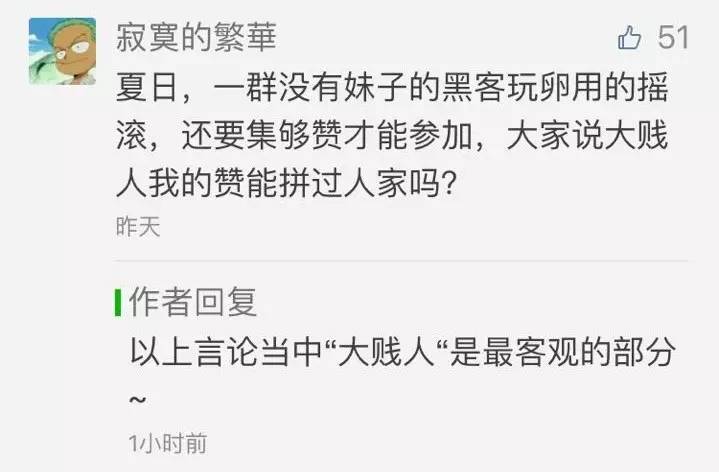 寂寞的繁華
51
夏日，一群没有妹子的黑客玩卵用的摇
滚，还要集够赞才能参加，大家说大贱
人我的赞能拼过人家吗？
昨天
作者回复
以上言论当中“大贱人“是最客观的部分
~
1小时前